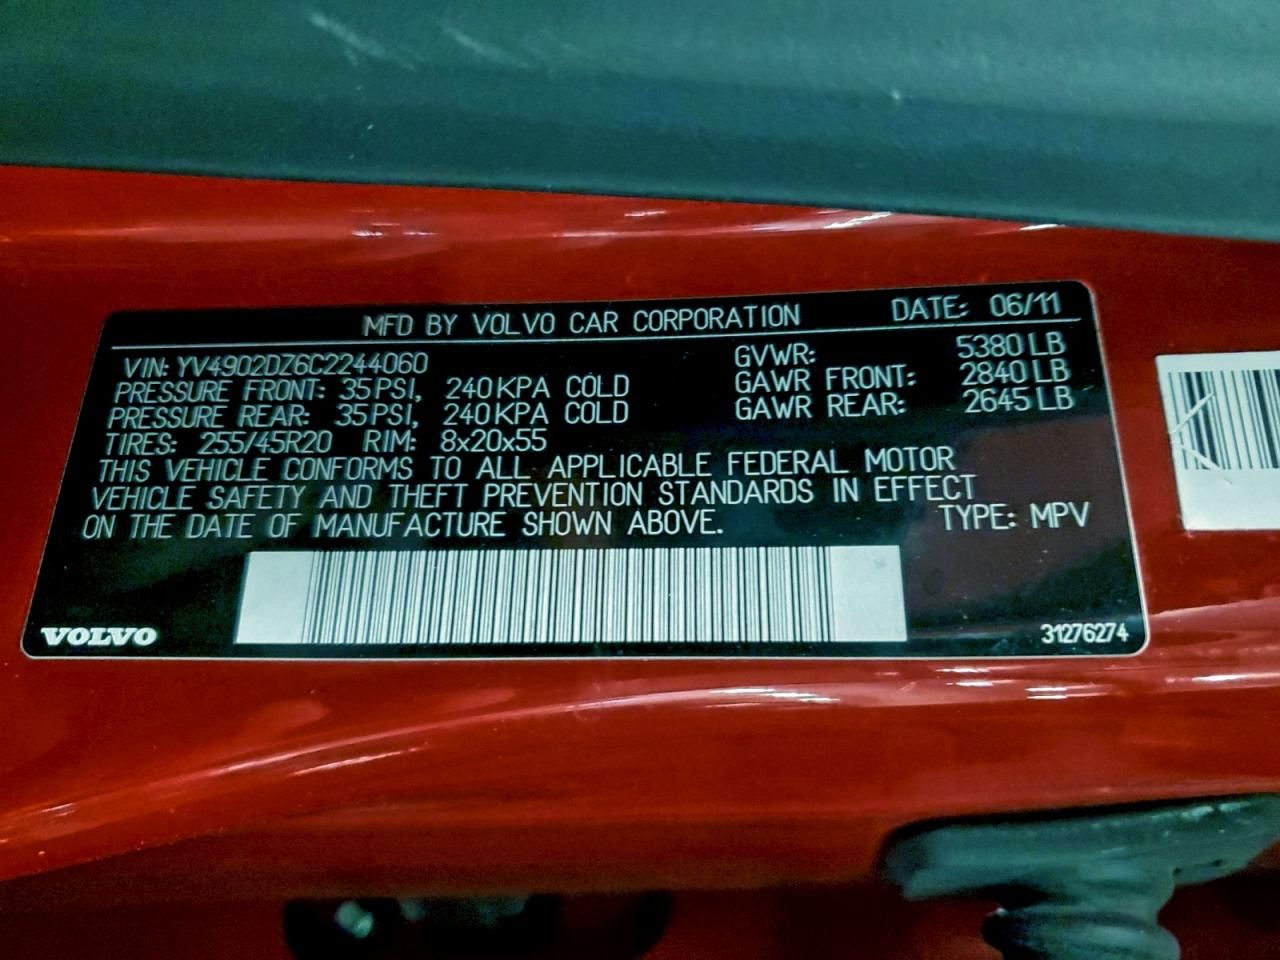 MFD BY VOLVO CAR CORPORATION DATE: 06/11
VIN: YV4902DZ6C2244060 GVWR: 5380 LB
PRESSURE FRONT: 35 PSI, 240 KPA COLD GAWR FRONT: 2840 LB
PRESSURE REAR: 35 PSI, 240 KPA COLD GAWR REAR: 2645 LB
TIRES: 255/45R20 RIM: 8x20x55
THIS VEHICLE CONFORMS TO ALL APPLICABLE FEDERAL MOTOR
VEHICLE SAFETY AND THEFT PREVENTION STANDARDS IN EFFECT
ON THE DATE OF MANUFACTURE SHOWN ABOVE. TYPE: MPV
VOLVO 31276274